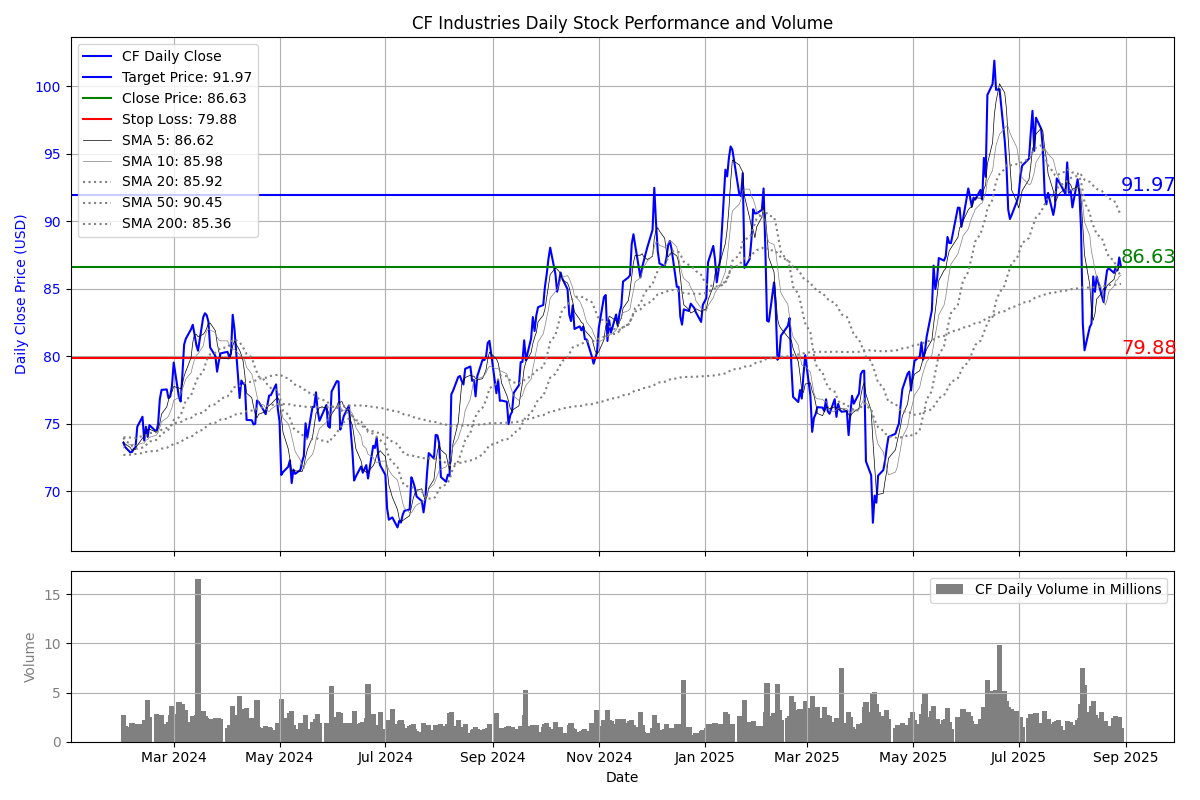 CF Industries Daily Stock Performance and Volume
CF Daily Close
Target Price: 91.97
Close Price: 86.63
Stop Loss: 79.88
SMA 5: 86.62
SMA 10: 85.98
SMA 20: 85.92
SMA 50: 90.45
SMA 200: 85.36
Daily Close Price (USD)
100
95
90
85
80
75
70
91.97
86.63
79.88
CF Daily Volume in Millions
Volume
15
10
5
0
Mar 2024
May 2024
Jul 2024
Sep 2024
Nov 2024
Jan 2025
Mar 2025
May 2025
Jul 2025
Sep 2025
Date